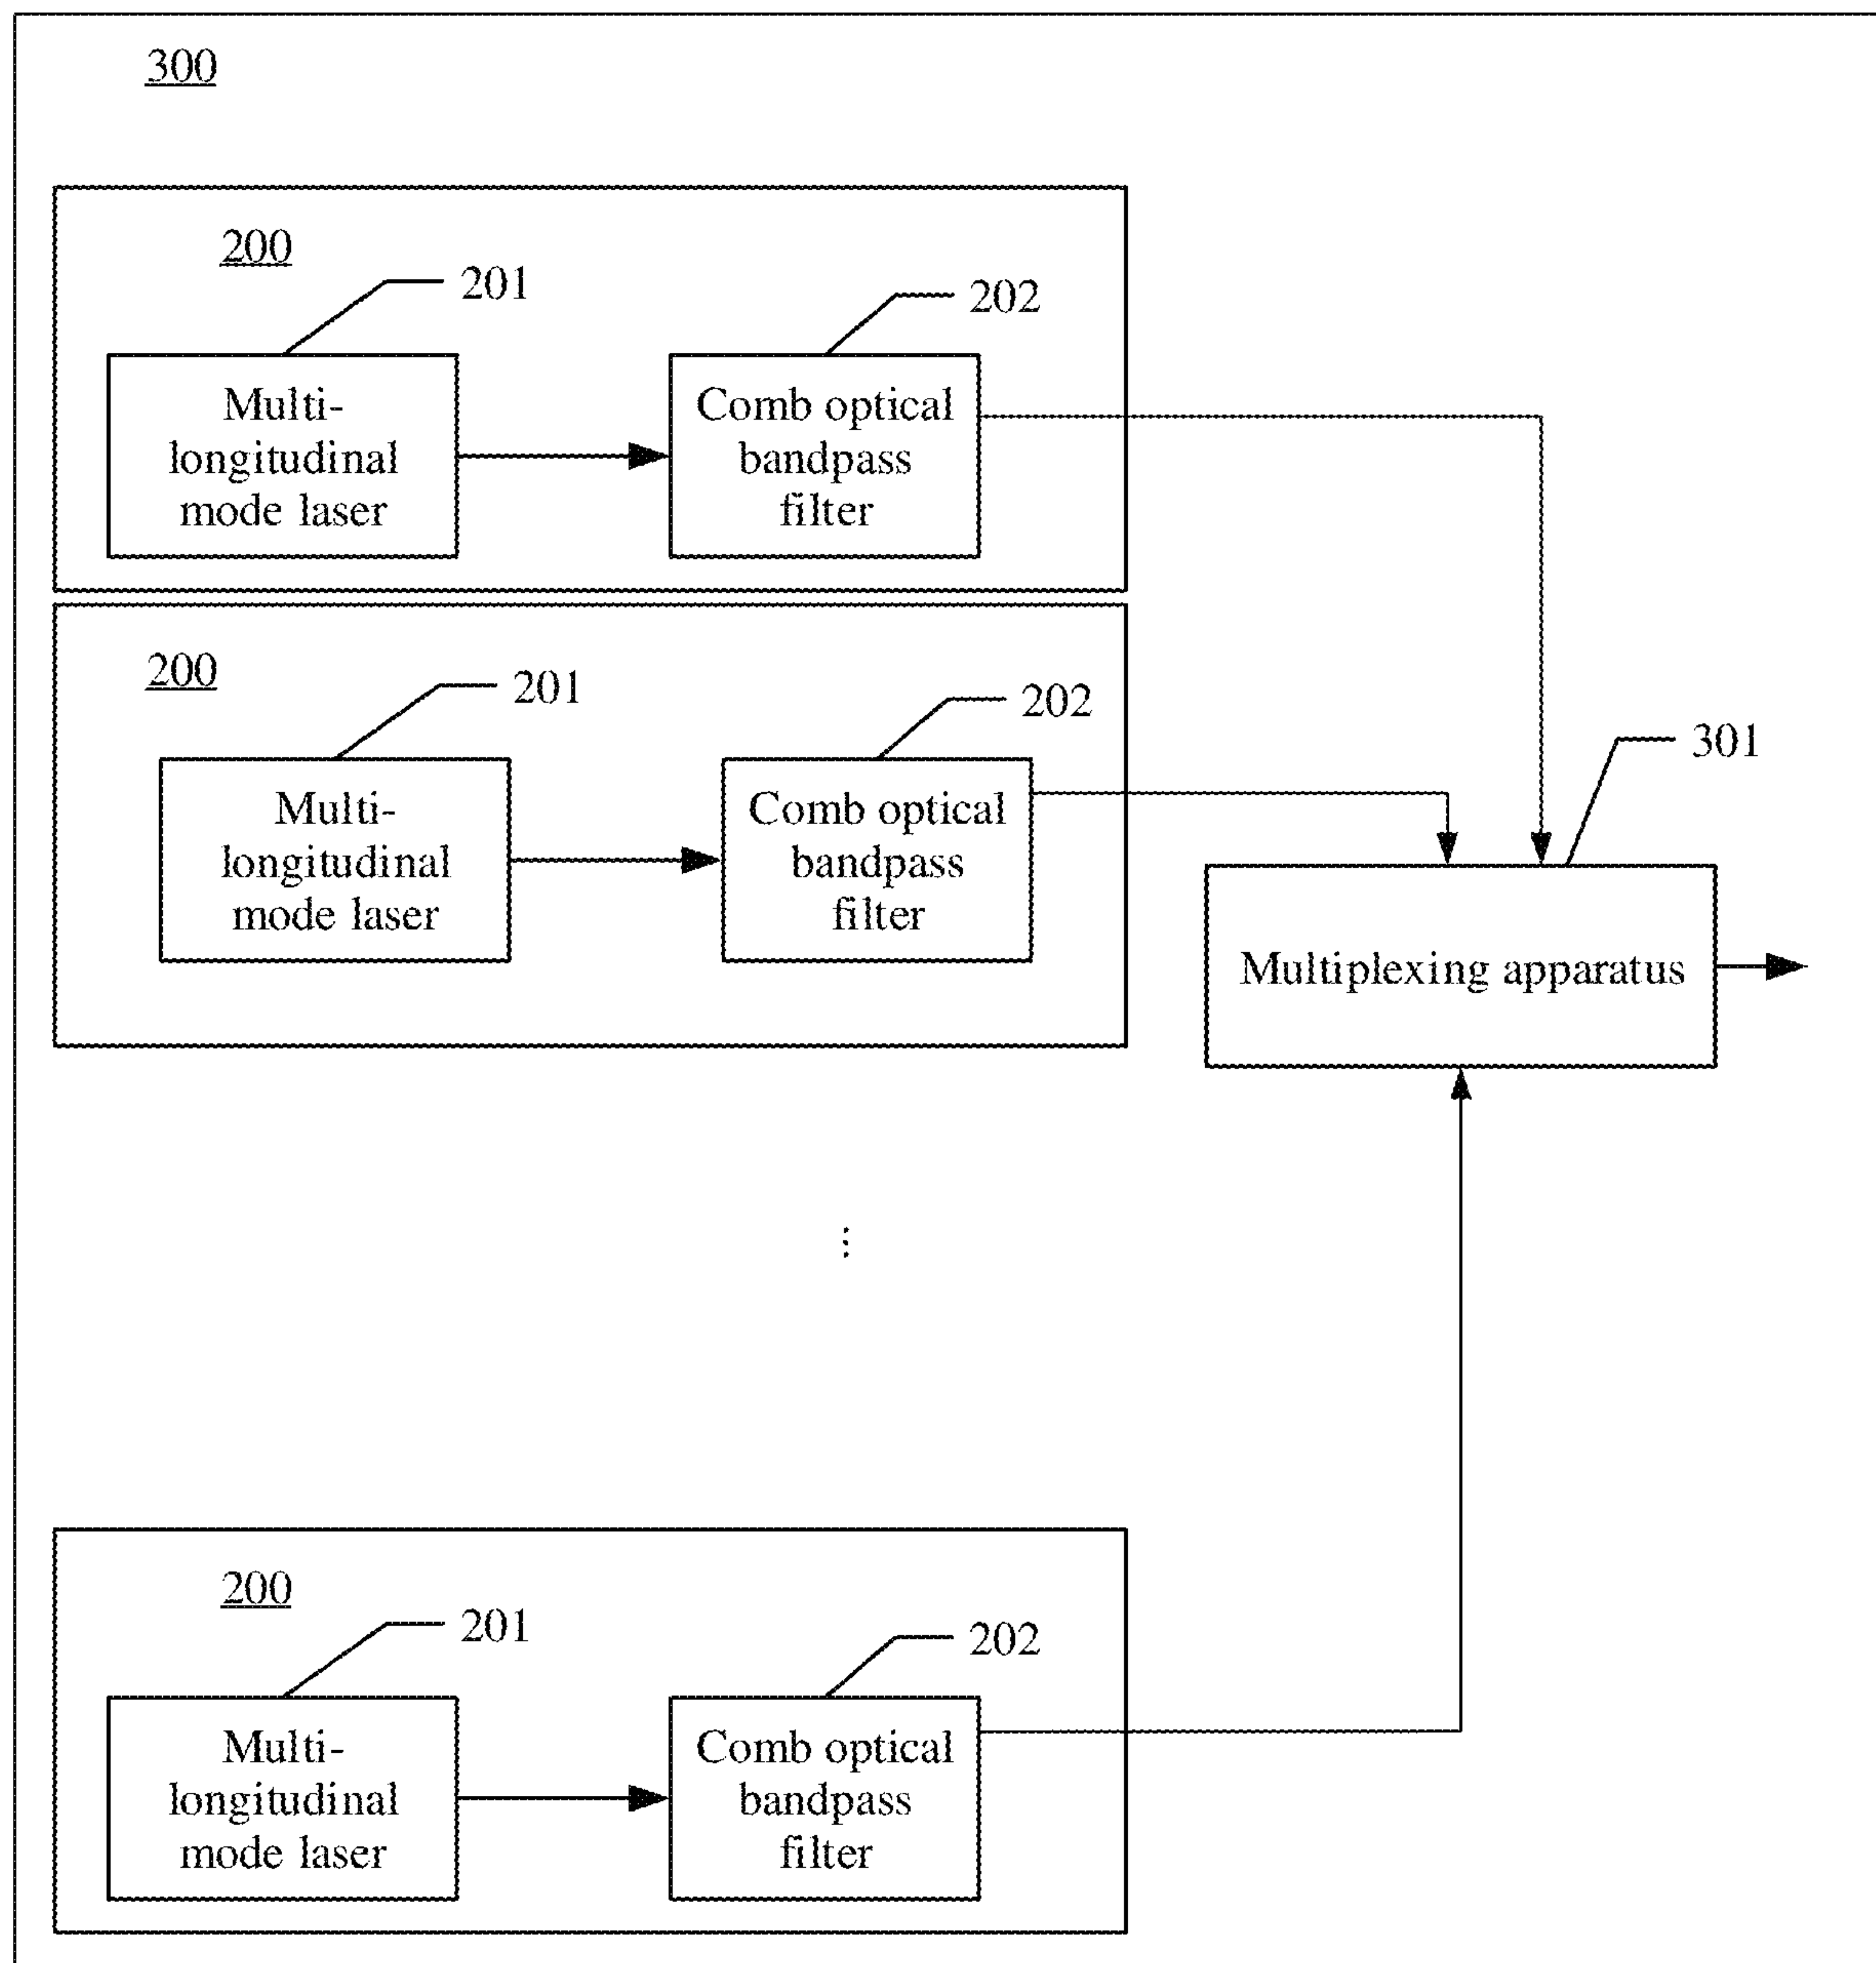 300
200
201
202
Multi-
longitudinal
mode laser
Comb optical
bandpass
filter
200
201
202
Multi-
longitudinal
mode laser
Comb optical
bandpass
filter
301
Multiplexing apparatus
⋮
200
201
202
Multi-
longitudinal
mode laser
Comb optical
bandpass
filter